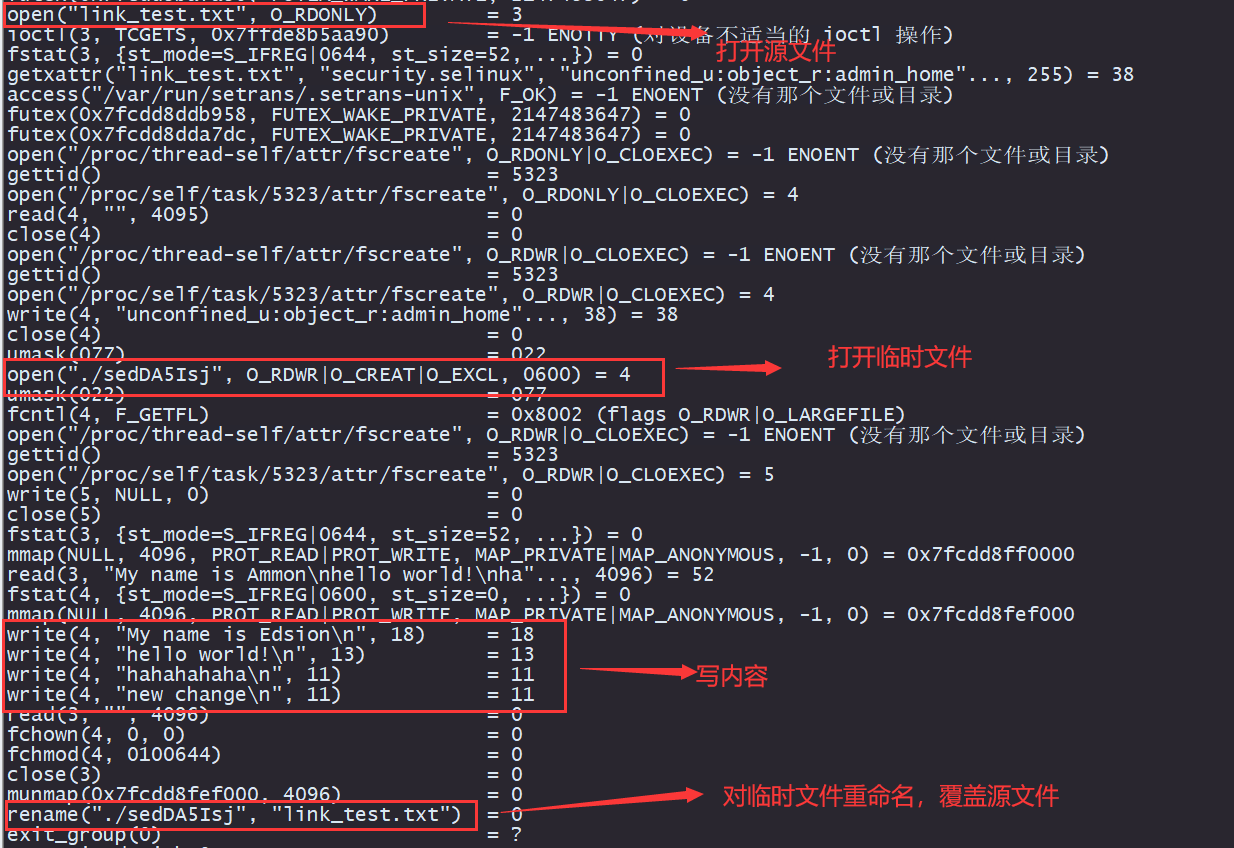 open("link_test.txt", O_RDONLY) = 3
ioctl(3, TCGETS, 0x7ffde8b5aa90) = -1 ENOTTY (对设备不适当的 ioctl 操作)
打开源文件
fstat(3, {st_mode=S_IFREG|0644, st_size=52, ...}) = 0
getxattr("link_test.txt", "security.selinux", "unconfined_u:object_r:admin_home"..., 255) = 38
access("/var/run/setrans/.setrans-unix", F_OK) = -1 ENOENT (没有那个文件或目录)
futex(0x7fcdd8ddb958, FUTEX_WAKE_PRIVATE, 2147483647) = 0
futex(0x7fcdd8dda7dc, FUTEX_WAKE_PRIVATE, 2147483647) = 0
open("/proc/thread-self/attr/fscreate", O_RDONLY|O_CLOEXEC) = -1 ENOENT (没有那个文件或目录)
gettid() = 5323
open("/proc/self/task/5323/attr/fscreate", O_RDONLY|O_CLOEXEC) = 4
read(4, "", 4095) = 0
close(4) = 0
open("/proc/thread-self/attr/fscreate", O_RDWR|O_CLOEXEC) = -1 ENOENT (没有那个文件或目录)
gettid() = 5323
open("/proc/self/task/5323/attr/fscreate", O_RDWR|O_CLOEXEC) = 4
write(4, "unconfined_u:object_r:admin_home"..., 38) = 38
close(4) = 0
umask(077) = 022
打开临时文件
open("./sedDA5Isj", O_RDWR|O_CREAT|O_EXCL, 0600) = 4
umask(022) = 077
fcntl(4, F_GETFL) = 0x8002 (flags O_RDWR|O_LARGEFILE)
open("/proc/thread-self/attr/fscreate", O_RDWR|O_CLOEXEC) = -1 ENOENT (没有那个文件或目录)
gettid() = 5323
open("/proc/self/task/5323/attr/fscreate", O_RDWR|O_CLOEXEC) = 5
write(5, NULL, 0) = 0
close(5) = 0
fstat(3, {st_mode=S_IFREG|0644, st_size=52, ...}) = 0
mmap(NULL, 4096, PROT_READ|PROT_WRITE, MAP_PRIVATE|MAP_ANONYMOUS, -1, 0) = 0x7fcdd8ff0000
read(3, "My name is Ammon\nhello world!\nha"..., 4096) = 52
fstat(4, {st_mode=S_IFREG|0600, st_size=0, ...}) = 0
mmap(NULL, 4096, PROT_READ|PROT_WRITE, MAP_PRIVATE|MAP_ANONYMOUS, -1, 0) = 0x7fcdd8fef000
write(4, "My name is Edsion\n", 18) = 18
write(4, "hello world!\n", 13) = 13
write(4, "hahahahaha\n", 11) = 11
写内容
write(4, "new change\n", 11) = 11
read(3, "", 4096) = 0
fchown(4, 0, 0) = 0
fchmod(4, 0100644) = 0
close(3) = 0
munmap(0x7fcdd8fef000, 4096) = 0
对临时文件重命名，覆盖源文件
rename("./sedDA5Isj", "link_test.txt") = 0
exit_group(0) = ?